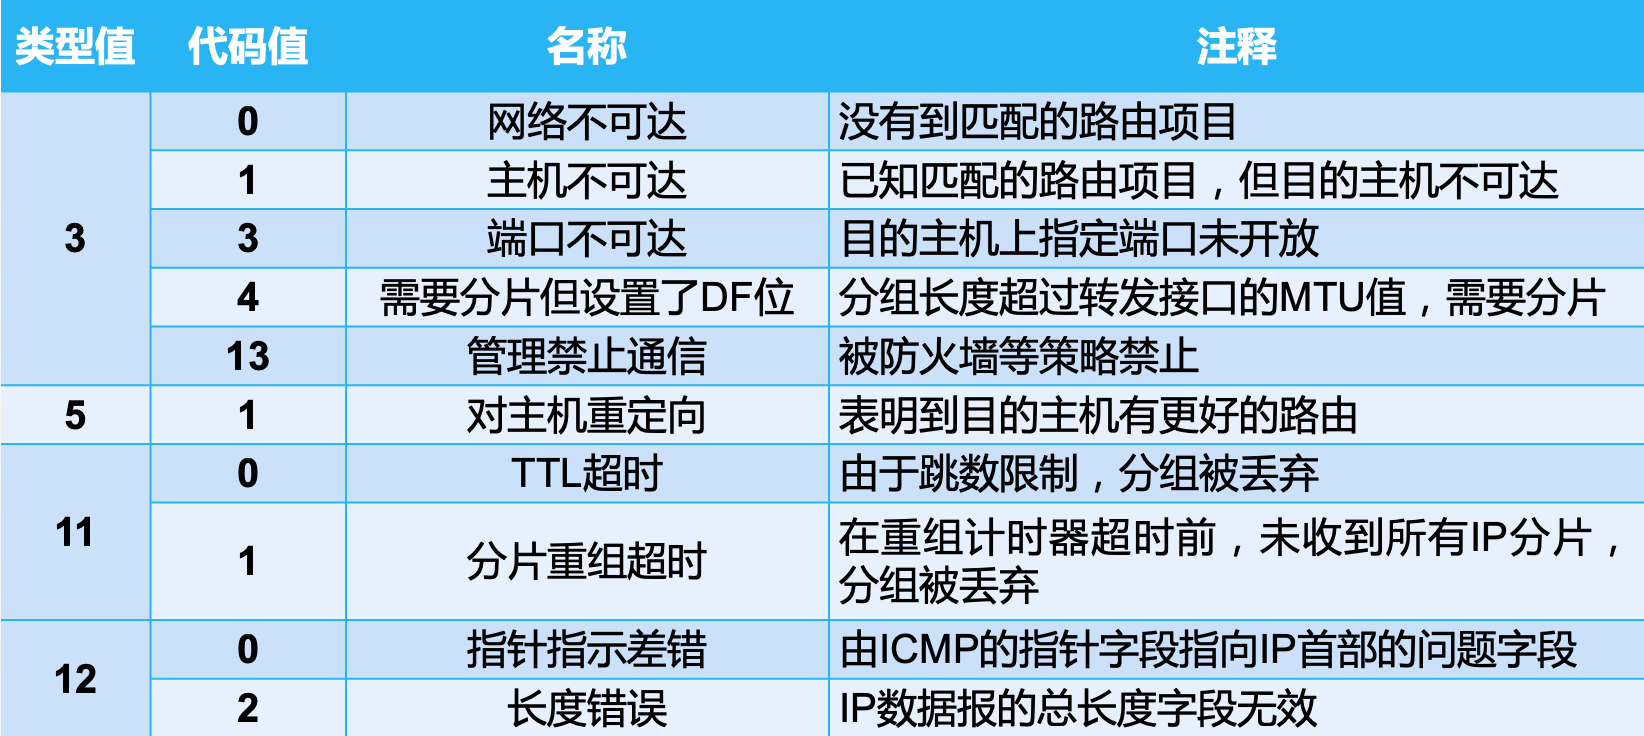 类型值 代码值 名称 注释
0 网络不可达 没有到匹配的路由项目
1 主机不可达 已知匹配的路由项目，但目的主机不可达
3 3 端口不可达 目的主机上指定端口未开放
4 需要分片但设置了DF位 分组长度超过转发接口的MTU值，需要分片
13 管理禁止通信 被防火墙等策略禁止
5 1 对主机重定向 表明到目的主机有更好的路由
0 TTL超时 由于跳数限制，分组被丢弃
11 1 分片重组超时 在重组计时器超时前，未收到所有IP分片，
分组被丢弃
12 0 指针指示差错 由ICMP的指针字段指向IP首部的问题字段
2 长度错误 IP数据报的总长度字段无效